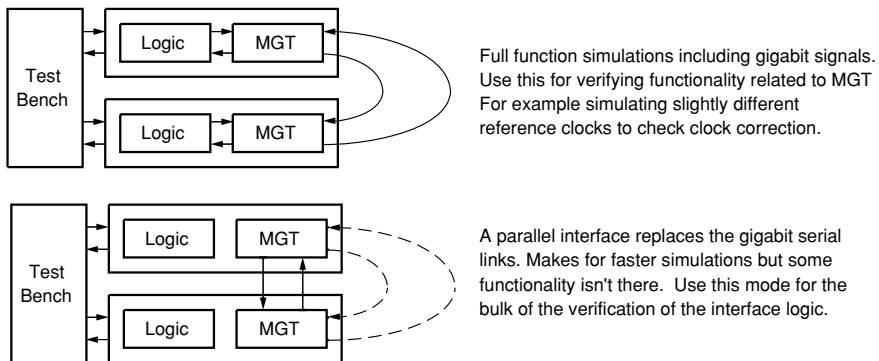 Test
Bench
Logic
MGT
Logic
MGT
Full function simulations including gigabit signals.
Use this for verifying functionality related to MGT
For example simulating slightly different
reference clocks to check clock correction.
Test
Bench
Logic
MGT
Logic
MGT
A parallel interface replaces the gigabit serial
links. Makes for faster simulations but some
functionality isn't there. Use this mode for the
bulk of the verification of the interface logic.